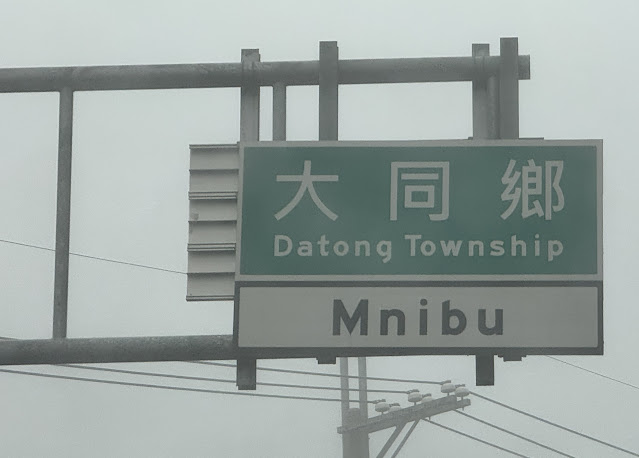 大同鄉
Datong Township
Mnibu